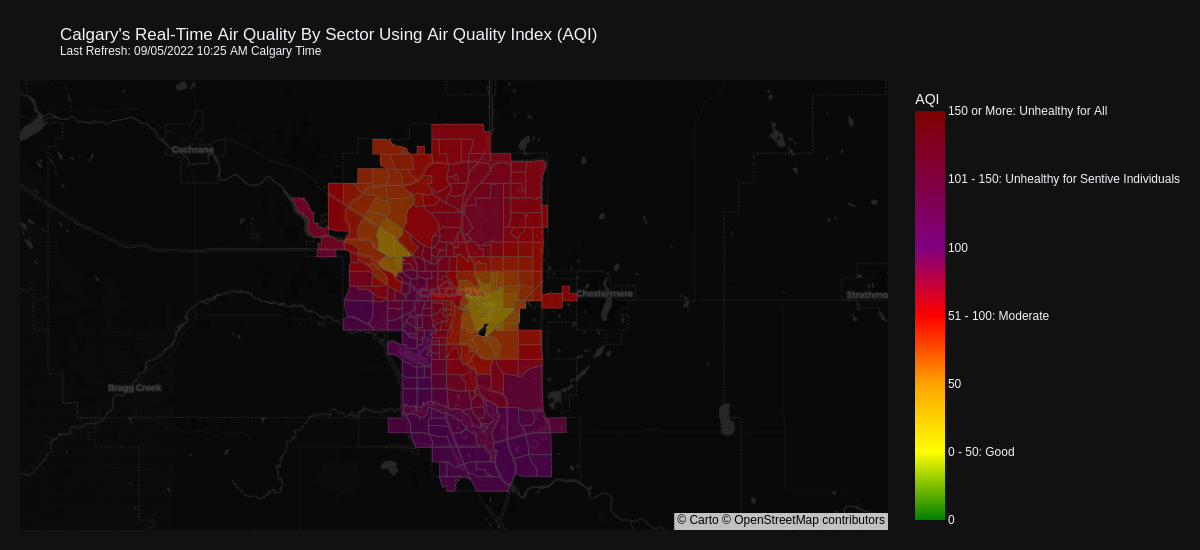 Calgary's Real-Time Air Quality By Sector Using Air Quality Index (AQI)
Last Refresh: 09/05/2022 10:25 AM Calgary Time
AQI
150 or More: Unhealthy for All
Cochrane
101 - 150: Unhealthy for Sentive Individuals
100
CALGARY
Chestermere
Strathmo
51 - 100: Moderate
Bragg Creek
50
0 - 50: Good
© Carto © OpenStreetMap contributors
0